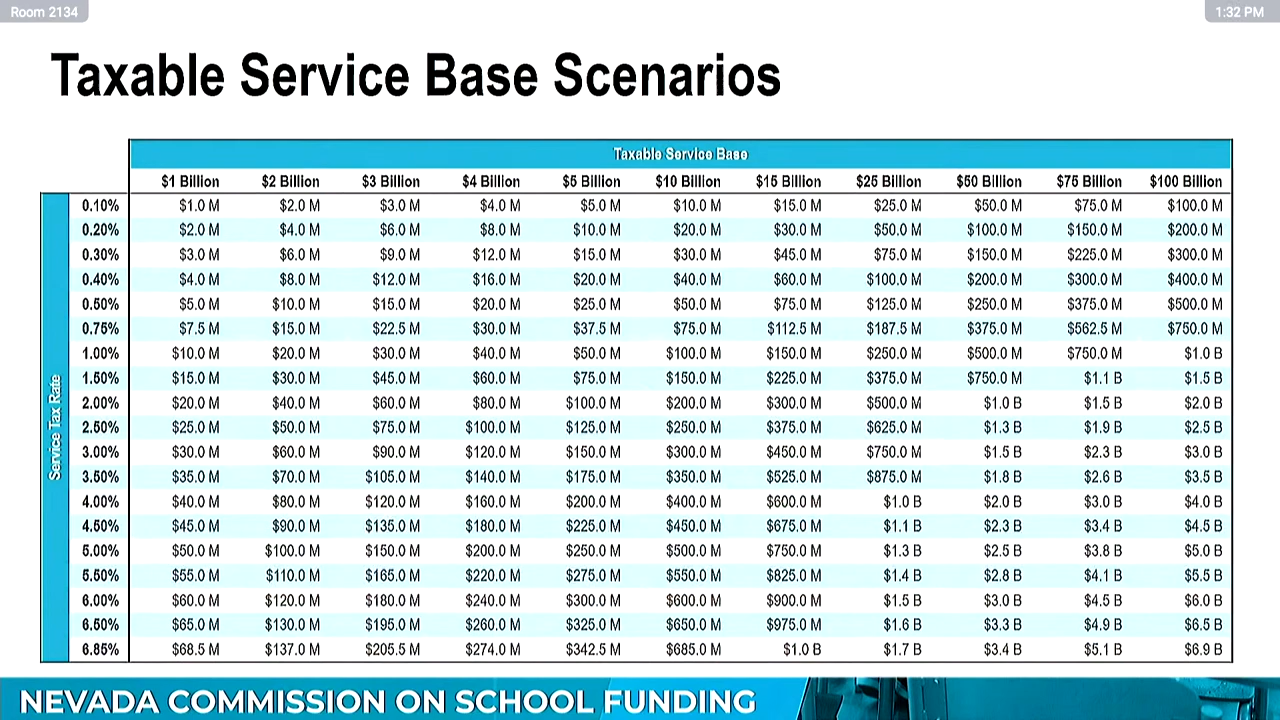 Room 2134
1:32 PM
Taxable Service Base Scenarios
Taxable Service Base
$1 Billion $2 Billion $3 Billion $4 Billion $5 Billion $10 Billion $15 Billion $25 Billion $50 Billion $75 Billion $100 Billion
Service Tax Rate
0.10% $1.0 M $2.0 M $3.0 M $4.0 M $5.0 M $10.0 M $15.0 M $25.0 M $50.0 M $75.0 M $100.0 M
0.20% $2.0 M $4.0 M $6.0 M $8.0 M $10.0 M $20.0 M $30.0 M $50.0 M $100.0 M $150.0 M $200.0 M
0.30% $3.0 M $6.0 M $9.0 M $12.0 M $15.0 M $30.0 M $45.0 M $75.0 M $150.0 M $225.0 M $300.0 M
0.40% $4.0 M $8.0 M $12.0 M $16.0 M $20.0 M $40.0 M $60.0 M $100.0 M $200.0 M $300.0 M $400.0 M
0.50% $5.0 M $10.0 M $15.0 M $20.0 M $25.0 M $50.0 M $75.0 M $125.0 M $250.0 M $375.0 M $500.0 M
0.75% $7.5 M $15.0 M $22.5 M $30.0 M $37.5 M $75.0 M $112.5 M $187.5 M $375.0 M $562.5 M $750.0 M
1.00% $10.0 M $20.0 M $30.0 M $40.0 M $50.0 M $100.0 M $150.0 M $250.0 M $500.0 M $750.0 M $1.0 B
1.50% $15.0 M $30.0 M $45.0 M $60.0 M $75.0 M $150.0 M $225.0 M $375.0 M $750.0 M $1.1 B $1.5 B
2.00% $20.0 M $40.0 M $60.0 M $80.0 M $100.0 M $200.0 M $300.0 M $500.0 M $1.0 B $1.5 B $2.0 B
2.50% $25.0 M $50.0 M $75.0 M $100.0 M $125.0 M $250.0 M $375.0 M $625.0 M $1.3 B $1.9 B $2.5 B
3.00% $30.0 M $60.0 M $90.0 M $120.0 M $150.0 M $300.0 M $450.0 M $750.0 M $1.5 B $2.3 B $3.0 B
3.50% $35.0 M $70.0 M $105.0 M $140.0 M $175.0 M $350.0 M $525.0 M $875.0 M $1.8 B $2.6 B $3.5 B
4.00% $40.0 M $80.0 M $120.0 M $160.0 M $200.0 M $400.0 M $600.0 M $1.0 B $2.0 B $3.0 B $4.0 B
4.50% $45.0 M $90.0 M $135.0 M $180.0 M $225.0 M $450.0 M $675.0 M $1.1 B $2.3 B $3.4 B $4.5 B
5.00% $50.0 M $100.0 M $150.0 M $200.0 M $250.0 M $500.0 M $750.0 M $1.3 B $2.5 B $3.8 B $5.0 B
5.50% $55.0 M $110.0 M $165.0 M $220.0 M $275.0 M $550.0 M $825.0 M $1.4 B $2.8 B $4.1 B $5.5 B
6.00% $60.0 M $120.0 M $180.0 M $240.0 M $300.0 M $600.0 M $900.0 M $1.5 B $3.0 B $4.5 B $6.0 B
6.50% $65.0 M $130.0 M $195.0 M $260.0 M $325.0 M $650.0 M $975.0 M $1.6 B $3.3 B $4.9 B $6.5 B
6.85% $68.5 M $137.0 M $205.5 M $274.0 M $342.5 M $685.0 M $1.0 B $1.7 B $3.4 B $5.1 B $6.9 B
NEVADA COMMISSION ON SCHOOL FUNDING